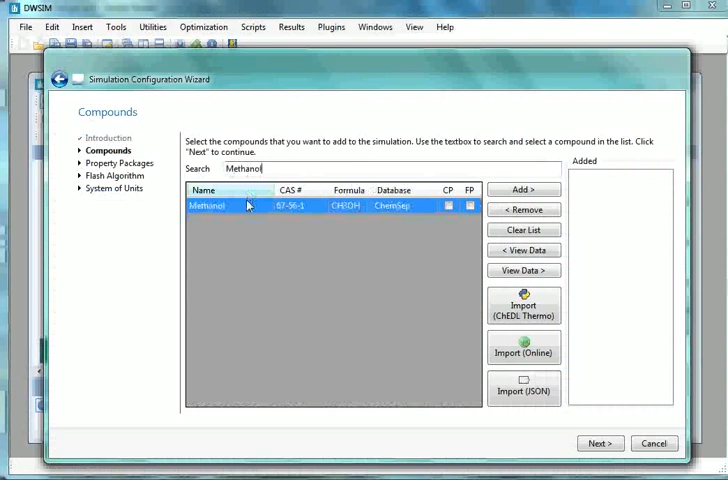 DWSIM
File Edit Insert Tools Utilities Optimization Scripts Results Plugins Windows View Help
Simulation Configuration Wizard
Compounds
Introduction
Compounds
Property Packages
Flash Algorithm
System of Units
Select the compounds that you want to add to the simulation. Use the textbox to search and select a compound in the list. Click
"Next" to continue.
Search Methanol
Name CAS # Formula Database CP FP
Methanol 67-56-1 CH3OH ChemSep
Add >
< Remove
Clear List
< View Data
View Data >
Import
(ChEDL Thermo)
Import (Online)
Import (JSON)
Added
Next >
Cancel